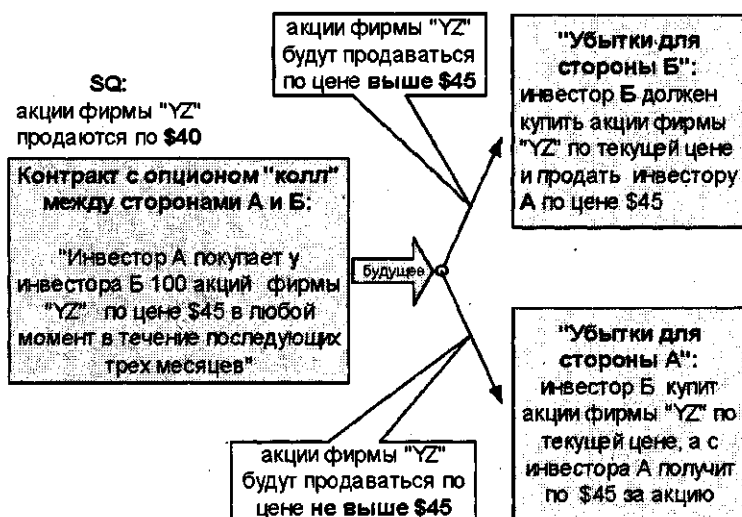 SQ:
акции фирмы "YZ"
продаются по $40
Контракт с опционом "колл"
между сторонами А и Б:
"Инвестор А покупает у
инвестора Б 100 акций фирмы
"YZ" по цене $45 в любой
момент в течение последующих
трех месяцев"
будущее
акции фирмы "YZ"
будут продаваться
по цене выше $45
"Убытки для
стороны Б":
инвестор Б должен
купить акции фирмы
"YZ" по текущей цене
и продать инвестору
А по цене $45
акции фирмы "YZ"
будут продаваться по
цене не выше $45
"Убытки для
стороны А":
инвестор Б купит
акции фирмы "YZ" по
текущей цене, а с
инвестора А получит
по $45 за акцию